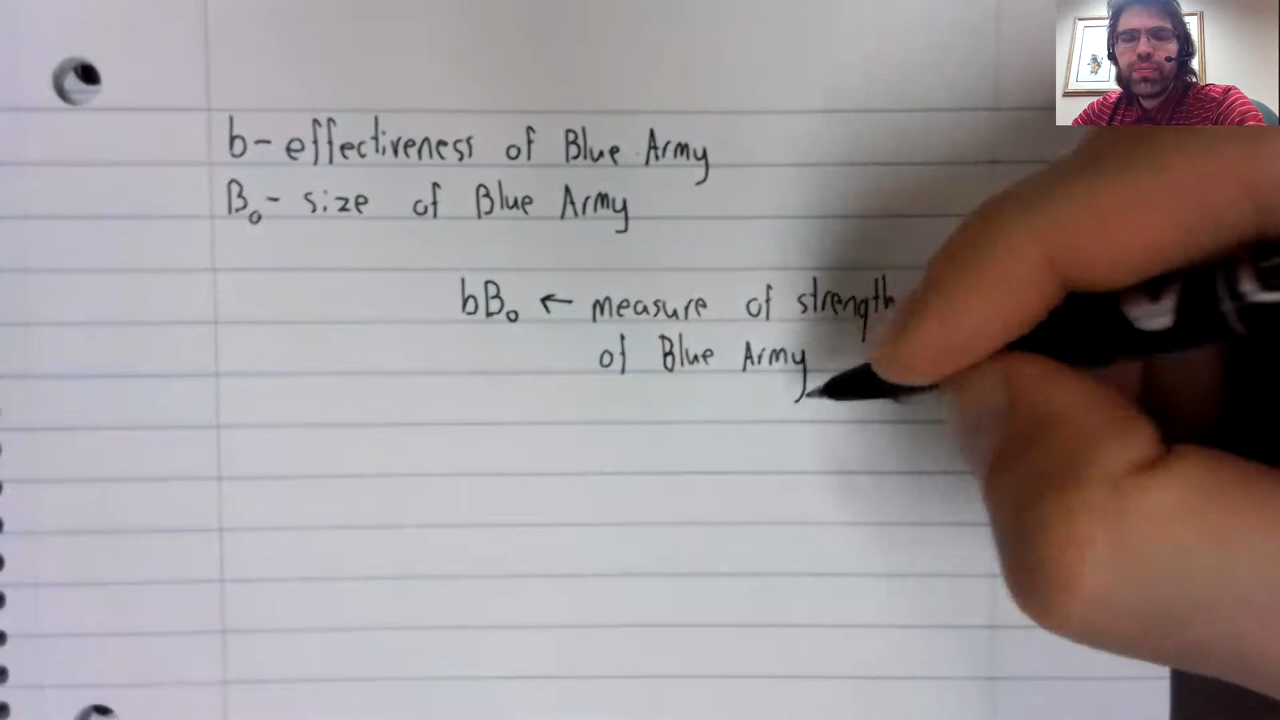 b- effectiveness of Blue Army
B₀- size of Blue Army
bB₀ ← measure of strength
of Blue Army